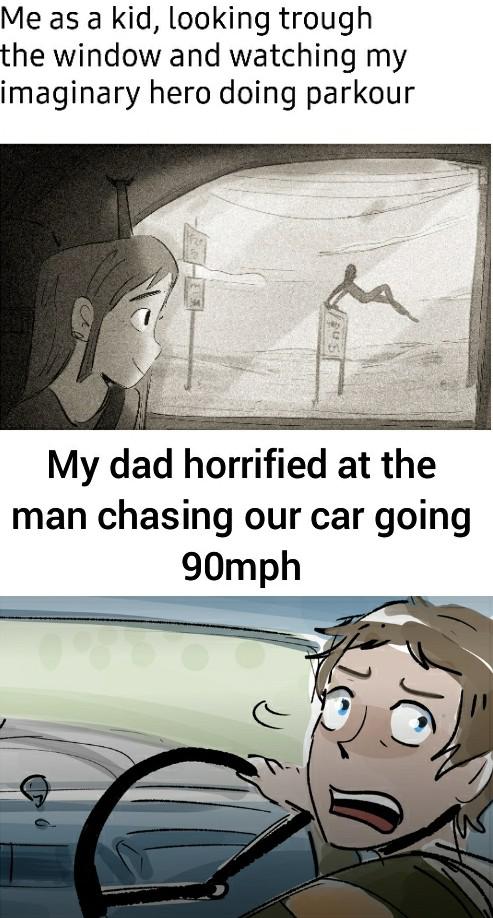 Me as a kid, looking trough
the window and watching my
imaginary hero doing parkour
My dad horrified at the
man chasing our car going
90mph